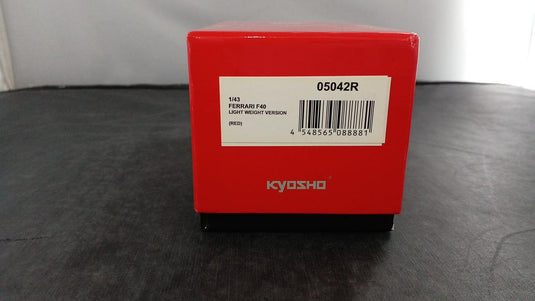 05042R
1/43
FERRARI F40
LIGHT WEIGHT VERSION
(RED)
4 548565 088881
KYOSHO